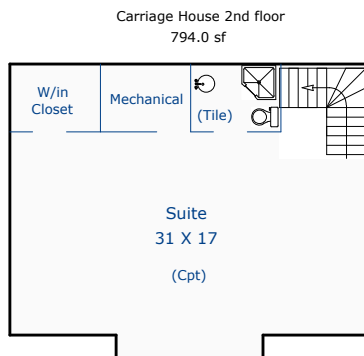 Carriage House 2nd floor
794.0 sf
W/in
Closet
Mechanical
(Tile)
Suite
31 X 17
(Cpt)